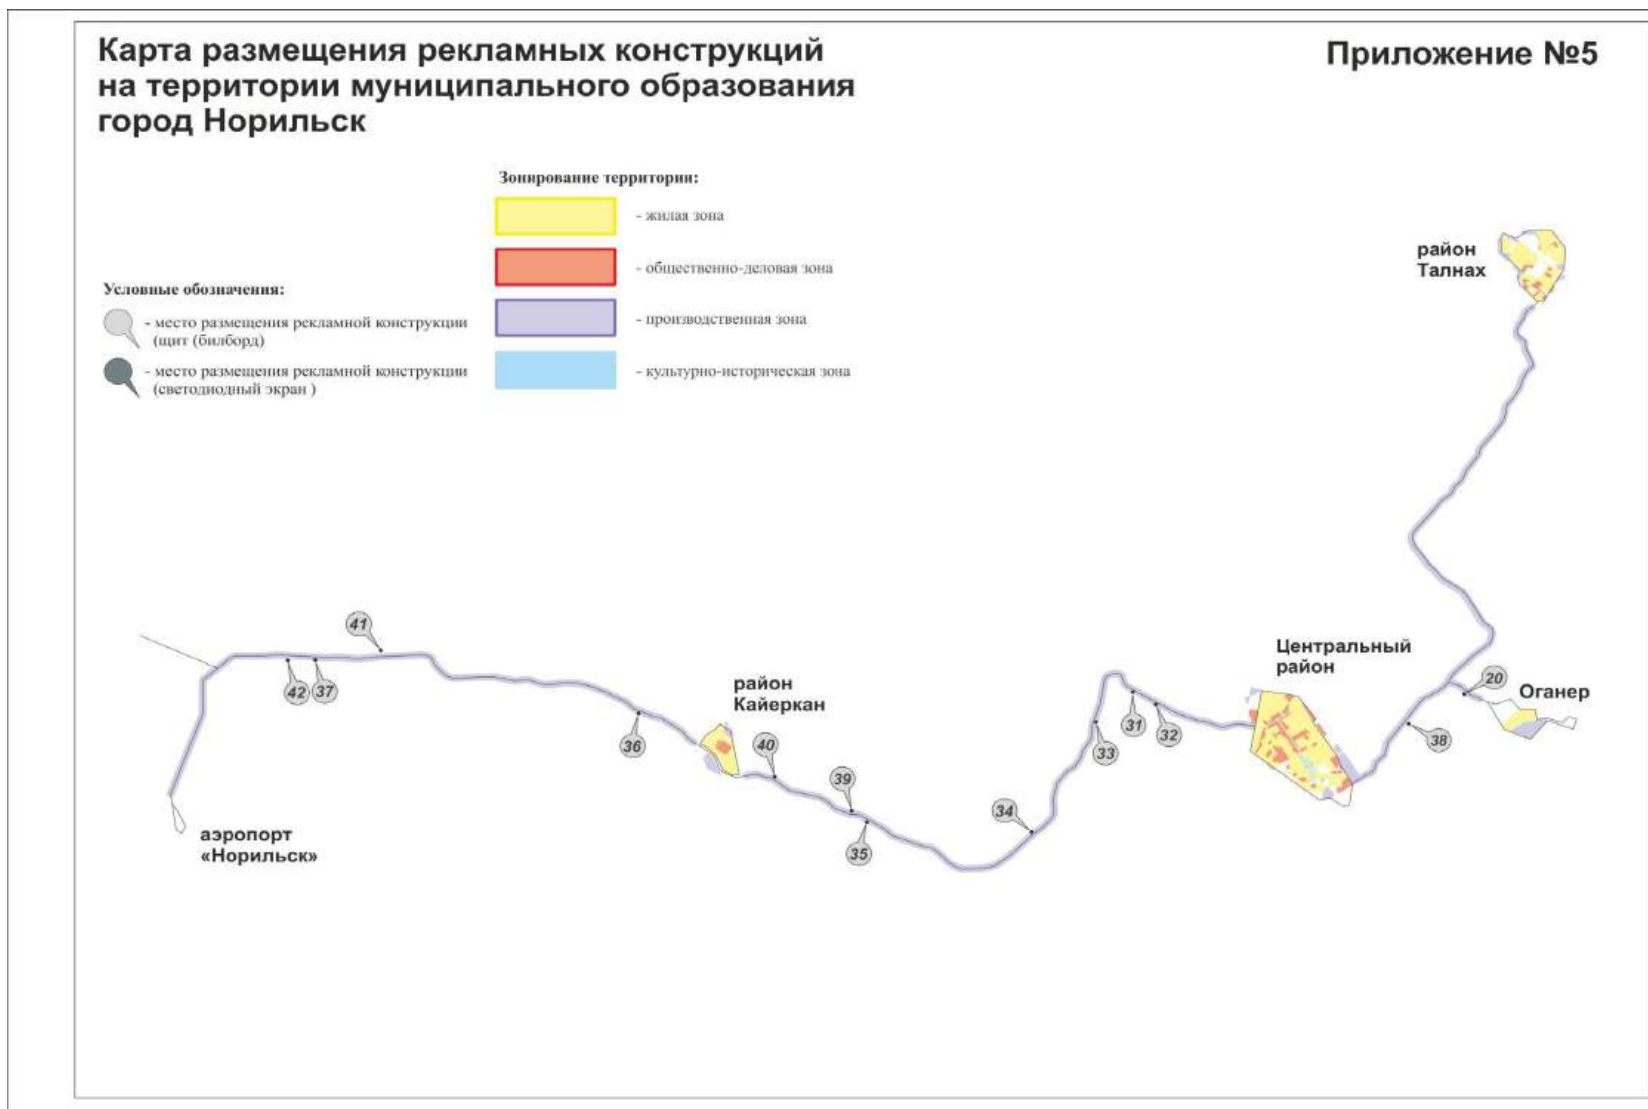 Карта размещения рекламных конструкций
на территории муниципального образования
город Норильск
Приложение №5
Зонирование территории:
- жилая зона
- общественно-деловая зона
- производственная зона
- культурно-историческая зона
Условные обозначения:
- место размещения рекламной конструкции
(щит (билборд)
- место размещения рекламной конструкции
(светодиодный экран )
район
Талнах
41
42
37
36
район
Кайеркан
40
39
35
34
33
31
32
Центральный
район
20
Оганер
38
аэропорт
«Норильск»